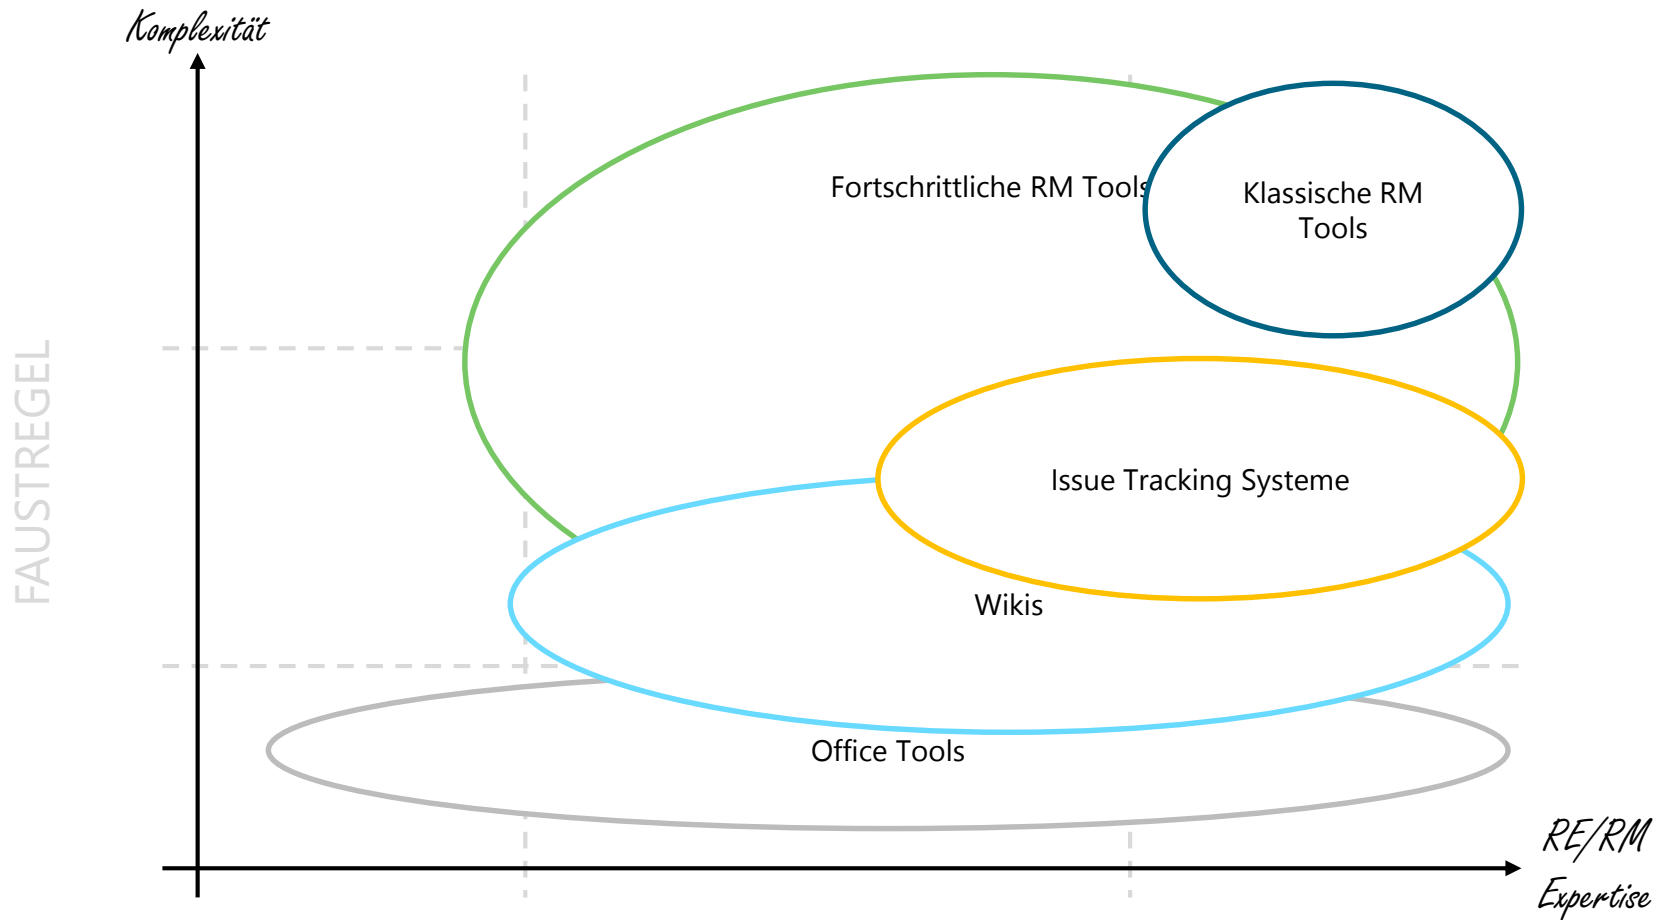 Komplexität
Fortschrittliche RM Tools
Klassische RM
Tools
FAUSTREGEL
Issue Tracking Systeme
Wikis
Office Tools
RE/RM
Expertise